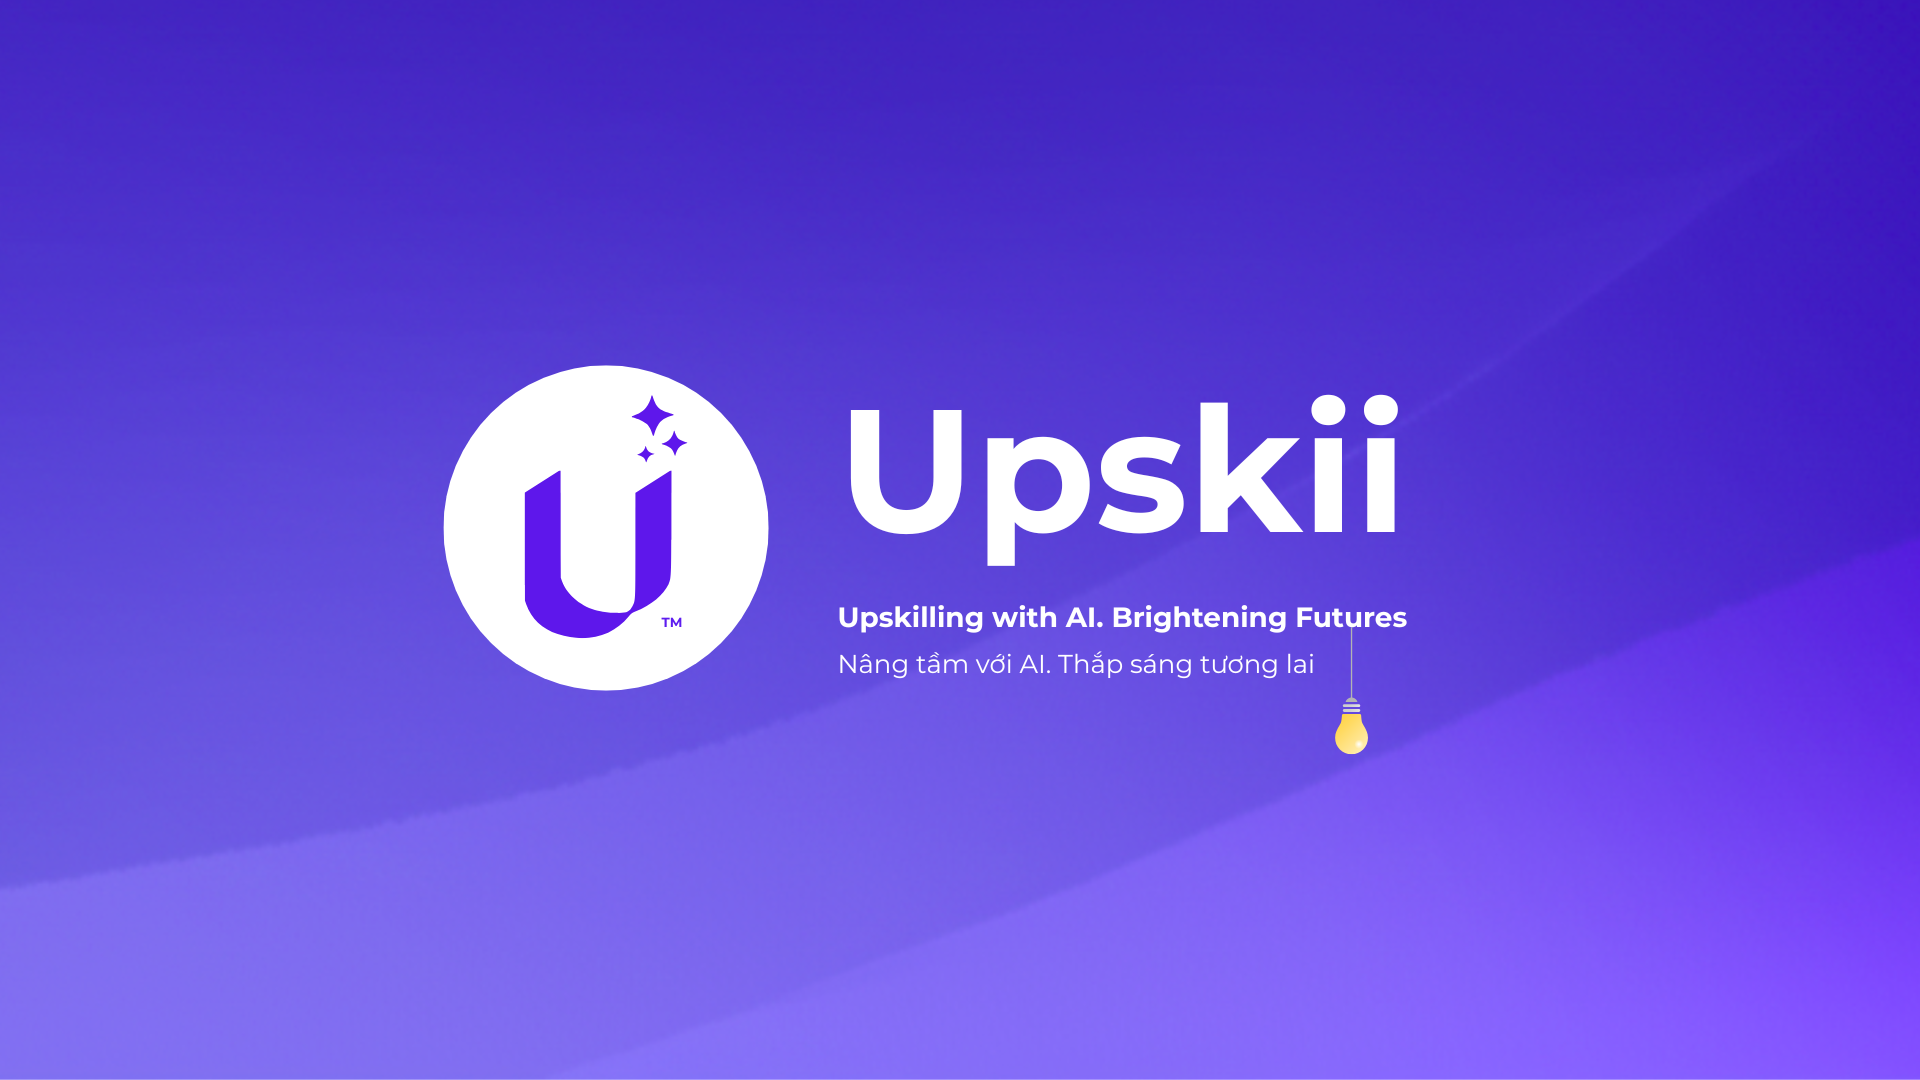 Upskii
U
TM
Upskilling with AI. Brightening Futures
Nâng tầm với AI. Thắp sáng tương lai